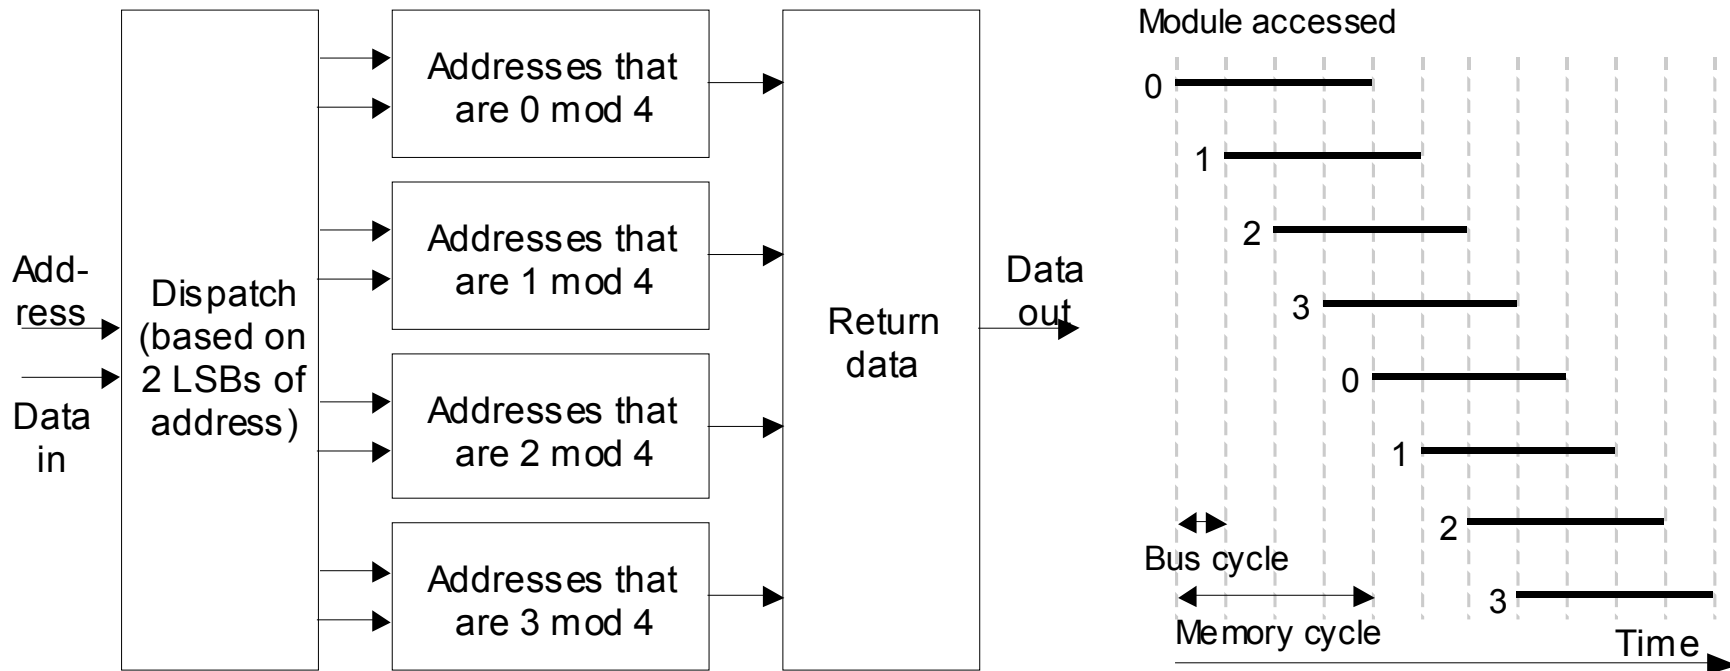 Add-
ress
Data
in
Dispatch
(based on
2 LSBs of
address)
Addresses that
are 0 mod 4
Addresses that
are 1 mod 4
Addresses that
are 2 mod 4
Addresses that
are 3 mod 4
Return
data
Data
out
Module accessed
0
1
2
3
0
1
2
3
Bus cycle
Memory cycle
Time